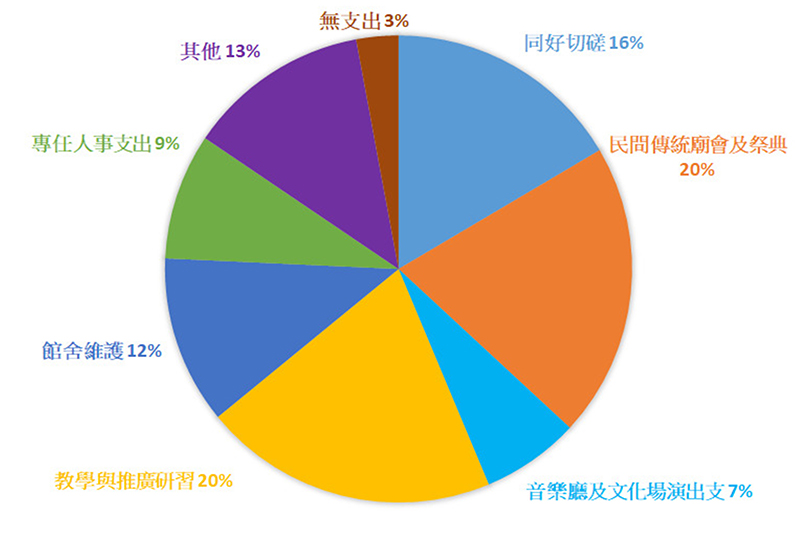 無支出 3%
同好切磋 16%
民間傳統廟會及祭典
20%
音樂廳及文化場演出支 7%
教學與推廣研習 20%
館舍維護 12%
專任人事支出 9%
其他 13%